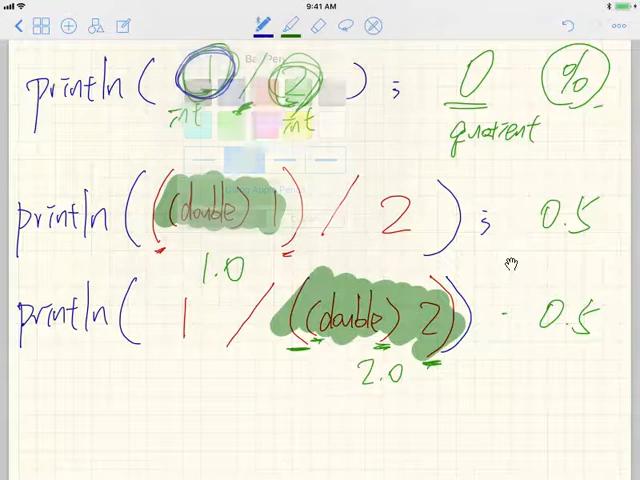 9:41 AM
println( 1 / 2 ) ; 0 %
int int quotient
println( ( (double) 1 ) / 2 ) ; 0.5
1.0
println( 1 / ( (double) 2 ) ) - 0.5
2.0